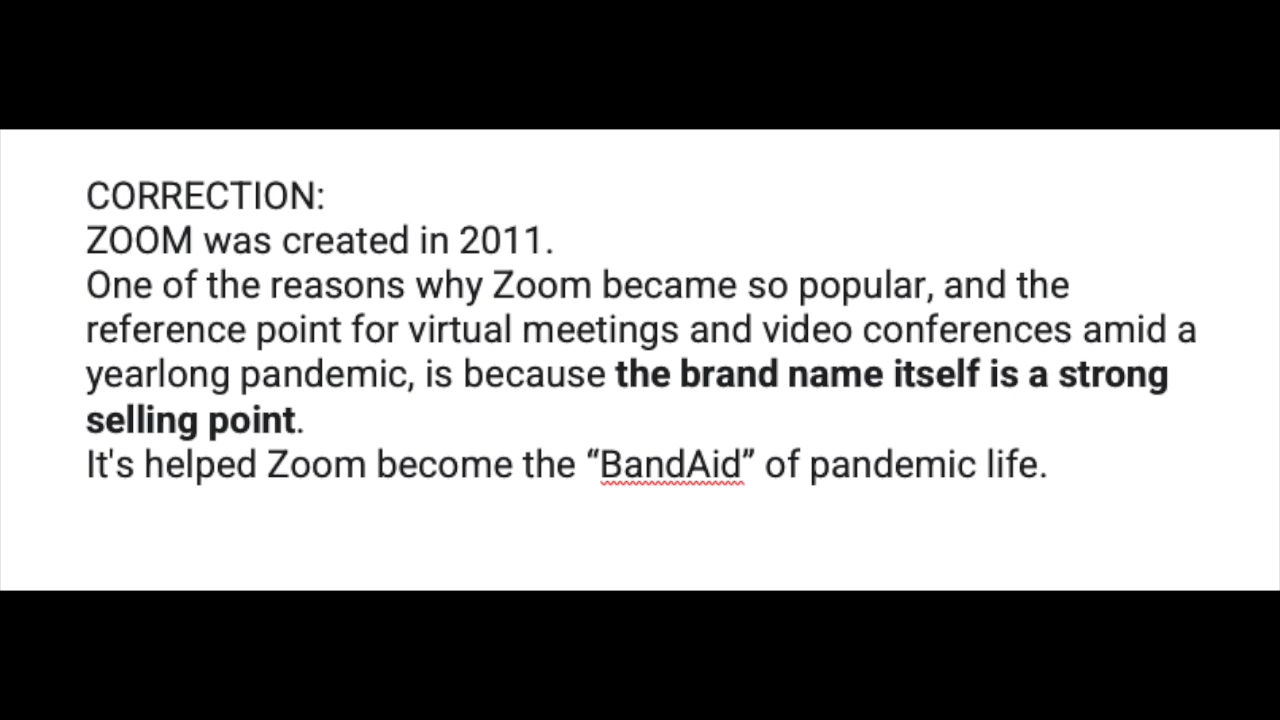 CORRECTION:
ZOOM was created in 2011.
One of the reasons why Zoom became so popular, and the
reference point for virtual meetings and video conferences amid a
yearlong pandemic, is because the brand name itself is a strong
selling point.
It's helped Zoom become the “BandAid” of pandemic life.